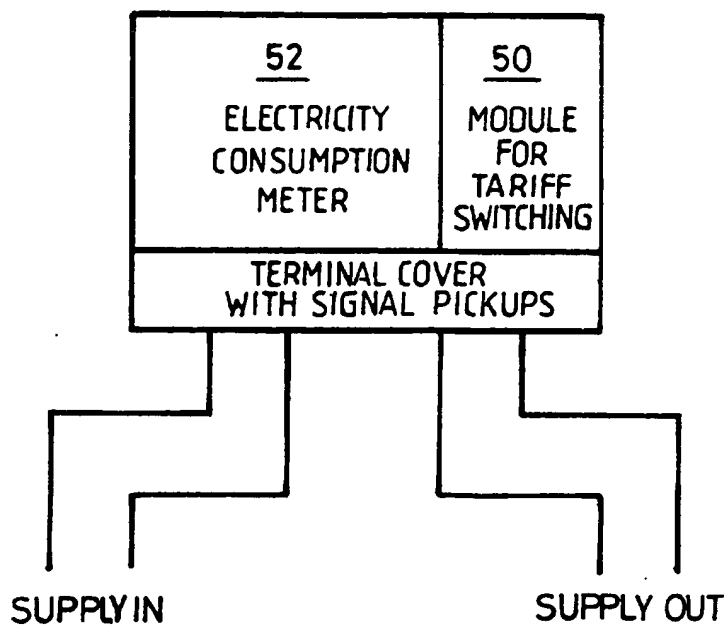 52
ELECTRICITY
CONSUMPTION
METER
50
MODULE
FOR
TARIFF
SWITCHING
TERMINAL COVER
WITH SIGNAL PICKUPS
SUPPLY IN
SUPPLY OUT